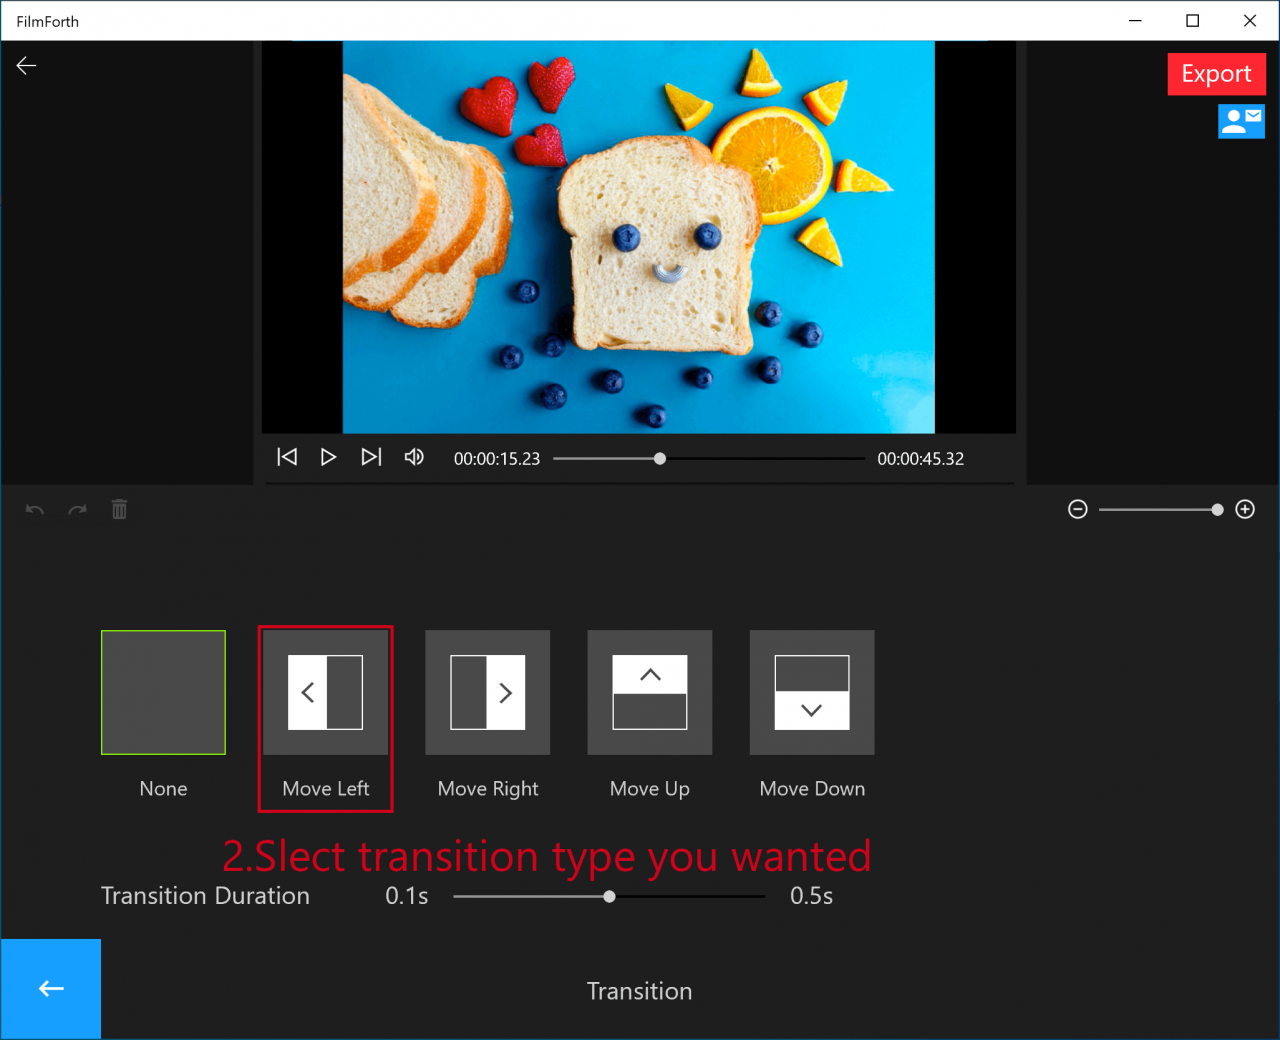 FilmForth
Export
00:00:15.23
00:00:45.32
None
Move Left
Move Right
Move Up
Move Down
2.Slect transition type you wanted
Transition Duration
0.1s
0.5s
Transition